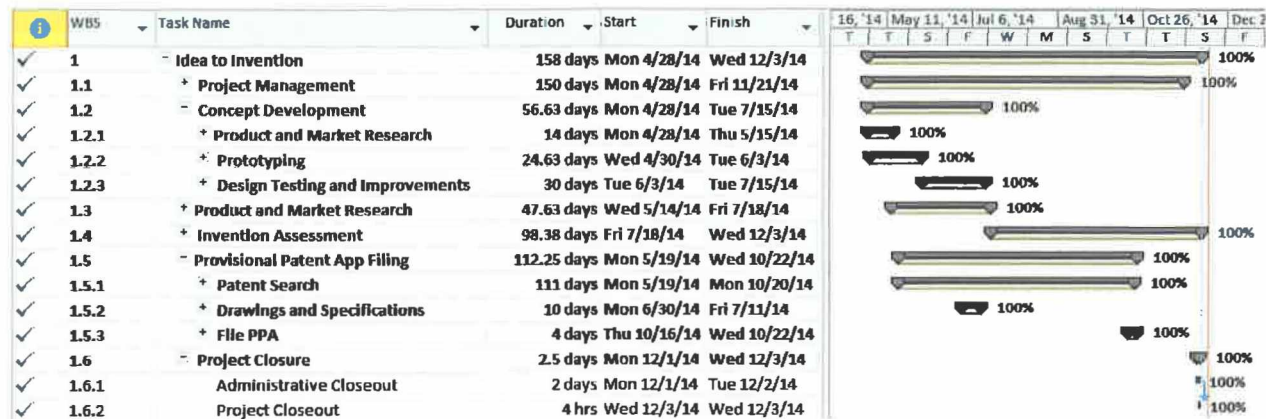 WBS Task Name Duration Start Finish 16, '14 May 11, '14 Jul 6, '14 Aug 31, '14 Oct 26, '14 Dec 2
T T S F W M S T T S F
1 - Idea to Invention 158 days Mon 4/28/14 Wed 12/3/14 100%
1.1 + Project Management 150 days Mon 4/28/14 Fri 11/21/14 100%
1.2 - Concept Development 56.63 days Mon 4/28/14 Tue 7/15/14 100%
1.2.1 + Product and Market Research 14 days Mon 4/28/14 Thu 5/15/14 100%
1.2.2 + Prototyping 24.63 days Wed 4/30/14 Tue 6/3/14 100%
1.2.3 + Design Testing and Improvements 30 days Tue 6/3/14 Tue 7/15/14 100%
1.3 + Product and Market Research 47.63 days Wed 5/14/14 Fri 7/18/14 100%
1.4 + Invention Assessment 98.38 days Fri 7/18/14 Wed 12/3/14 100%
1.5 - Provisional Patent App Filing 112.25 days Mon 5/19/14 Wed 10/22/14 100%
1.5.1 + Patent Search 111 days Mon 5/19/14 Mon 10/20/14 100%
1.5.2 + Drawings and Specifications 10 days Mon 6/30/14 Fri 7/11/14 100%
1.5.3 + File PPA 4 days Thu 10/16/14 Wed 10/22/14 100%
1.6 - Project Closure 2.5 days Mon 12/1/14 Wed 12/3/14 100%
1.6.1 Administrative Closeout 2 days Mon 12/1/14 Tue 12/2/14 100%
1.6.2 Project Closeout 4 hrs Wed 12/3/14 Wed 12/3/14 100%